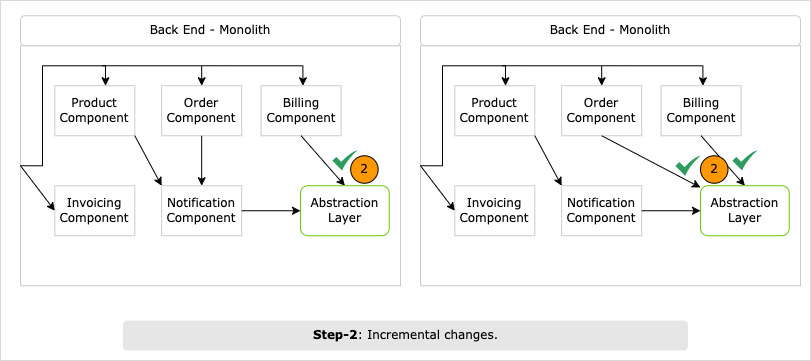 Back End - Monolith
Product
Component
Order
Component
Billing
Component
2
Invoicing
Component
Notification
Component
Abstraction
Layer
Back End - Monolith
Product
Component
Order
Component
Billing
Component
2
Invoicing
Component
Notification
Component
Abstraction
Layer
Step-2: Incremental changes.